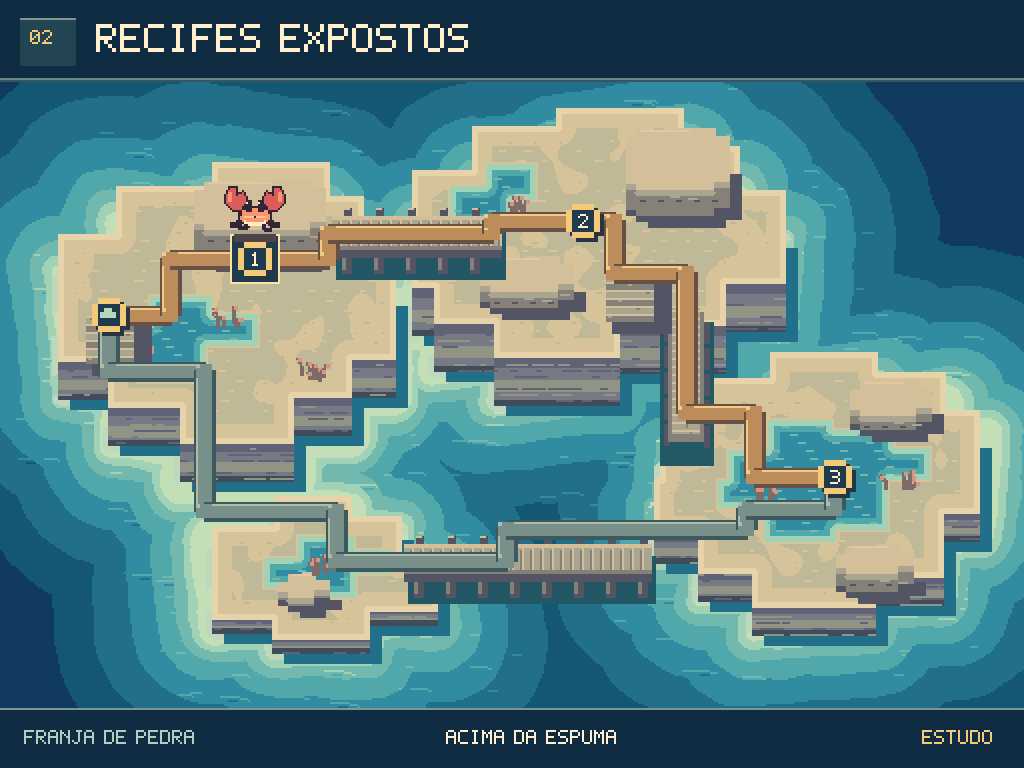 02
RECIFES EXPOSTOS
1
2
3
FRANJA DE PEDRA
ACIMA DA ESPUMA
ESTUDO